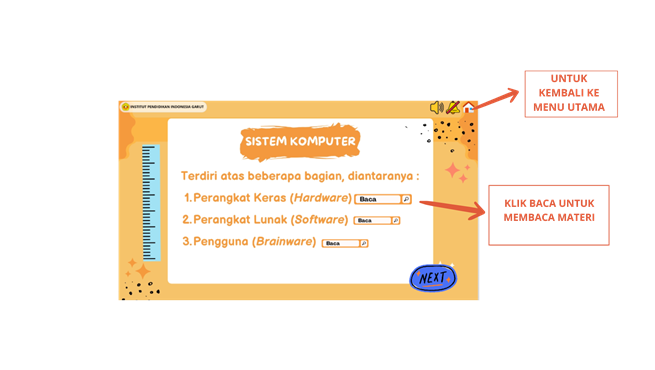 INSTITUT PENDIDIKAN INDONESIA GARUT
UNTUK
KEMBALI KE
MENU UTAMA
SISTEM KOMPUTER
Terdiri atas beberapa bagian, diantaranya :
1.Perangkat Keras (Hardware) Baca
2.Perangkat Lunak (Software) Baca
3.Pengguna (Brainware) Baca
KLIK BACA UNTUK
MEMBACA MATERI
NEXT